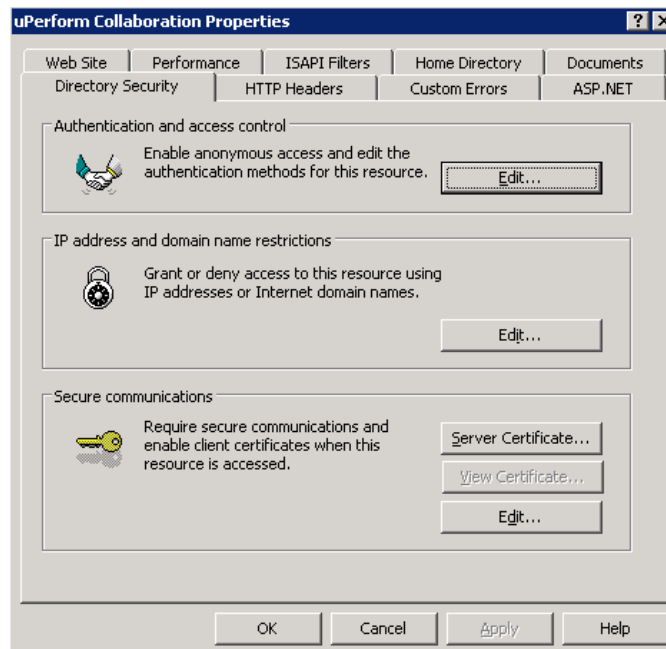 uPerform Collaboration Properties
Web Site Performance ISAPI Filters Home Directory Documents
Directory Security HTTP Headers Custom Errors ASP.NET
Authentication and access control
Enable anonymous access and edit the
authentication methods for this resource.
Edit...
IP address and domain name restrictions
Grant or deny access to this resource using
IP addresses or Internet domain names.
Edit...
Secure communications
Require secure communications and
enable client certificates when this
resource is accessed.
Server Certificate...
View Certificate...
Edit...
OK Cancel Apply Help